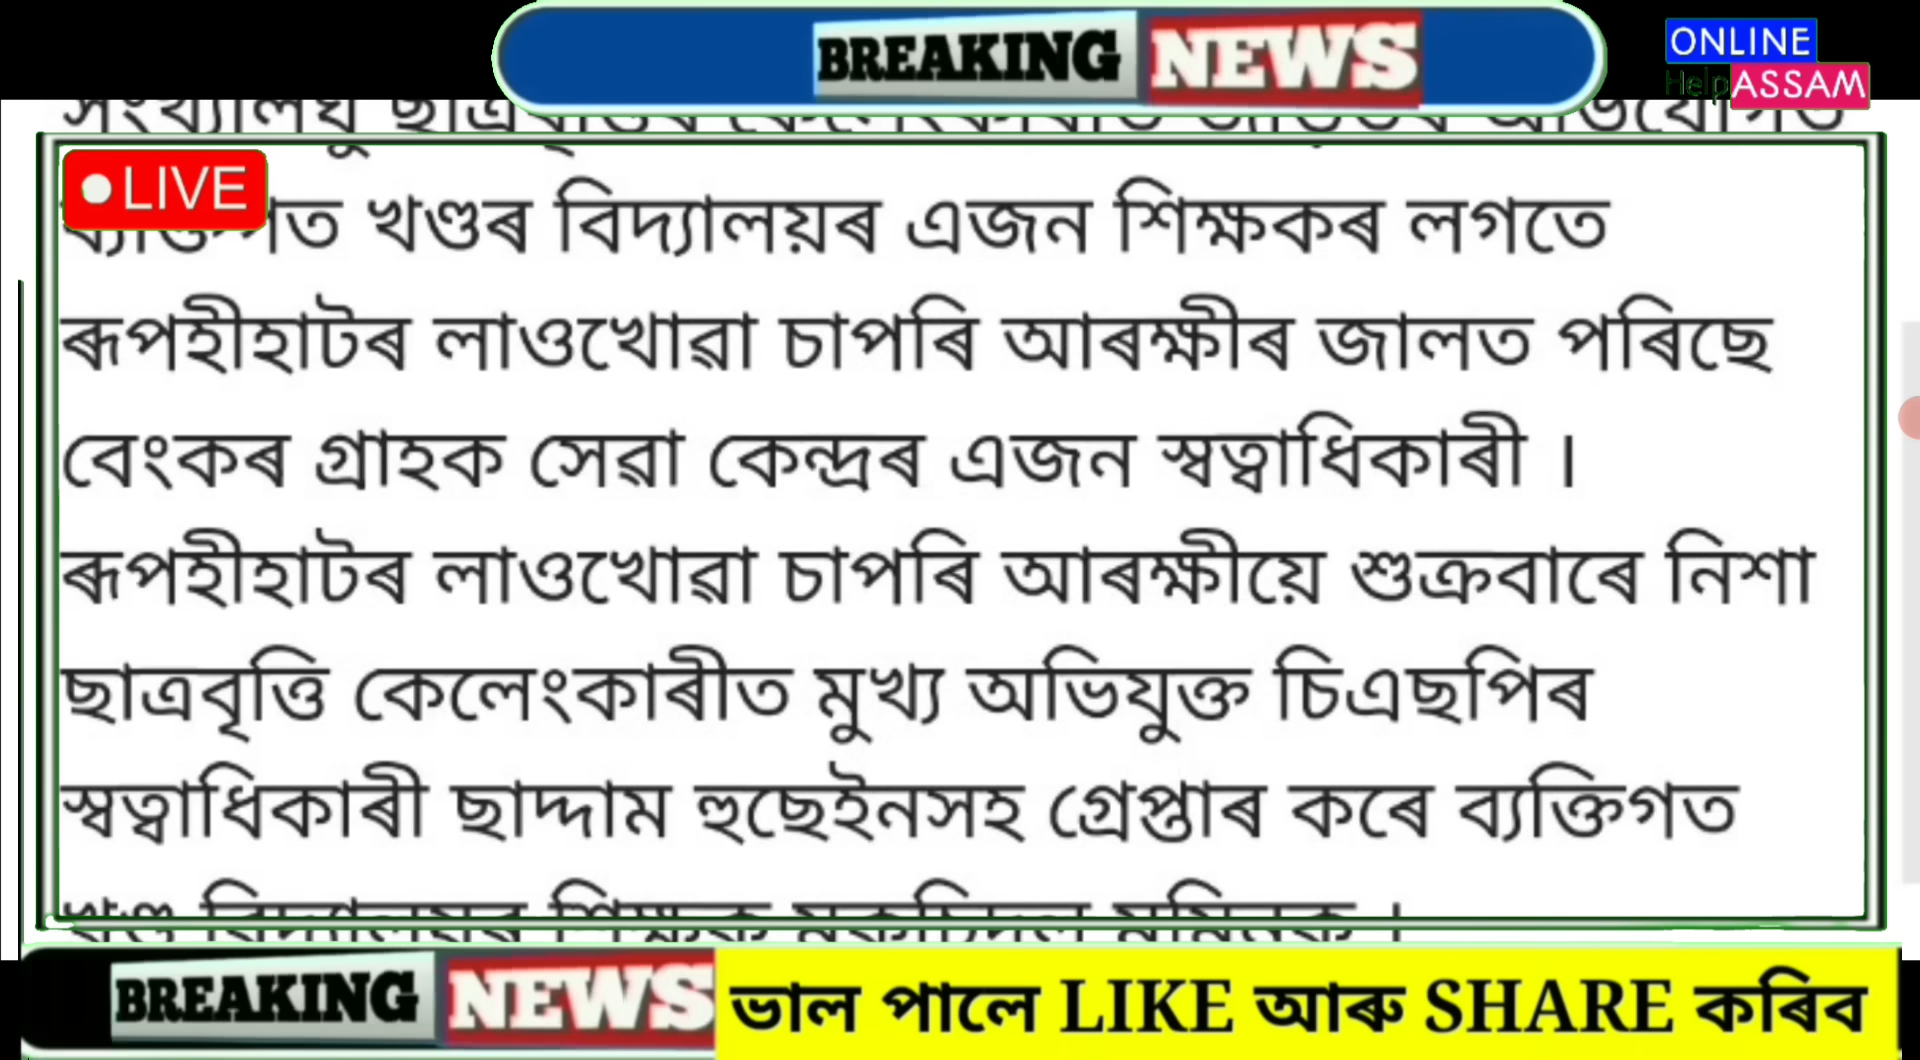 BREAKING NEWS
ONLINE
Help ASSAM
সংখ্যালঘু
LIVE
খণ্ডৰ বিদ্যালয়ৰ এজন শিক্ষকৰ লগতে
ৰূপহীহাটৰ লাওখোৱা চাপৰি আৰক্ষীৰ জালত পৰিছে
বেংকৰ গ্ৰাহক সেৱা কেন্দ্ৰৰ এজন স্বত্বাধিকাৰী ।
ৰূপহীহাটৰ লাওখোৱা চাপৰি আৰক্ষীয়ে শুক্ৰবাৰে নিশা
ছাত্ৰবৃত্তি কেলেংকাৰীত মুখ্য অভিযুক্ত চিএছপিৰ
স্বত্বাধিকাৰী ছাদ্দাম হুছেইনসহ গ্ৰেপ্তাৰ কৰে ব্যক্তিগত
BREAKING NEWS ভাল পালে LIKE আৰু SHARE কৰিব